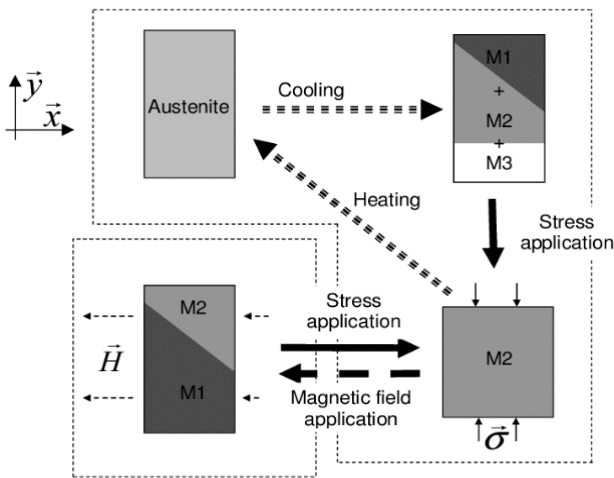 M1
Austenite
Cooling
+
M2
+
M3
y⃗
x⃗
Heating
Stress
application
M2
M1
H⃗
Stress
application
Magnetic field
application
M2
σ⃗